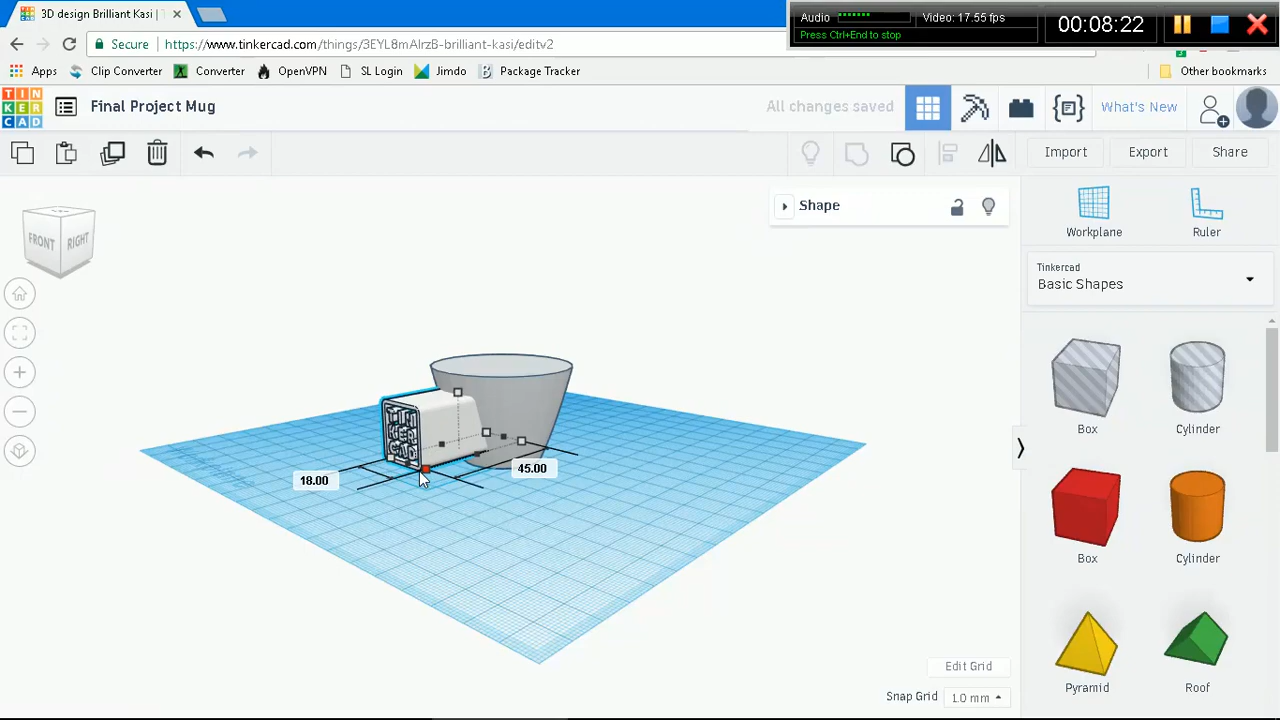 3D design Brilliant Kasi | T
Audio
Video: 17.55 fps
Press Ctrl+End to stop
00:08:22
Secure
https://www.tinkercad.com/things/3EYL8mAlrzB-brilliant-kasi/editv2
Apps
Clip Converter
Converter
OpenVPN
SL Login
Jimdo
Package Tracker
Other bookmarks
TIN
KER
CAD
Final Project Mug
All changes saved
What's New
Import
Export
Share
Shape
FRONT
RIGHT
Workplane
Ruler
Tinkercad
Basic Shapes
Box
Cylinder
TIN
KER
CAD
18.00
45.00
Box
Cylinder
Pyramid
Roof
Edit Grid
Snap Grid
1.0 mm